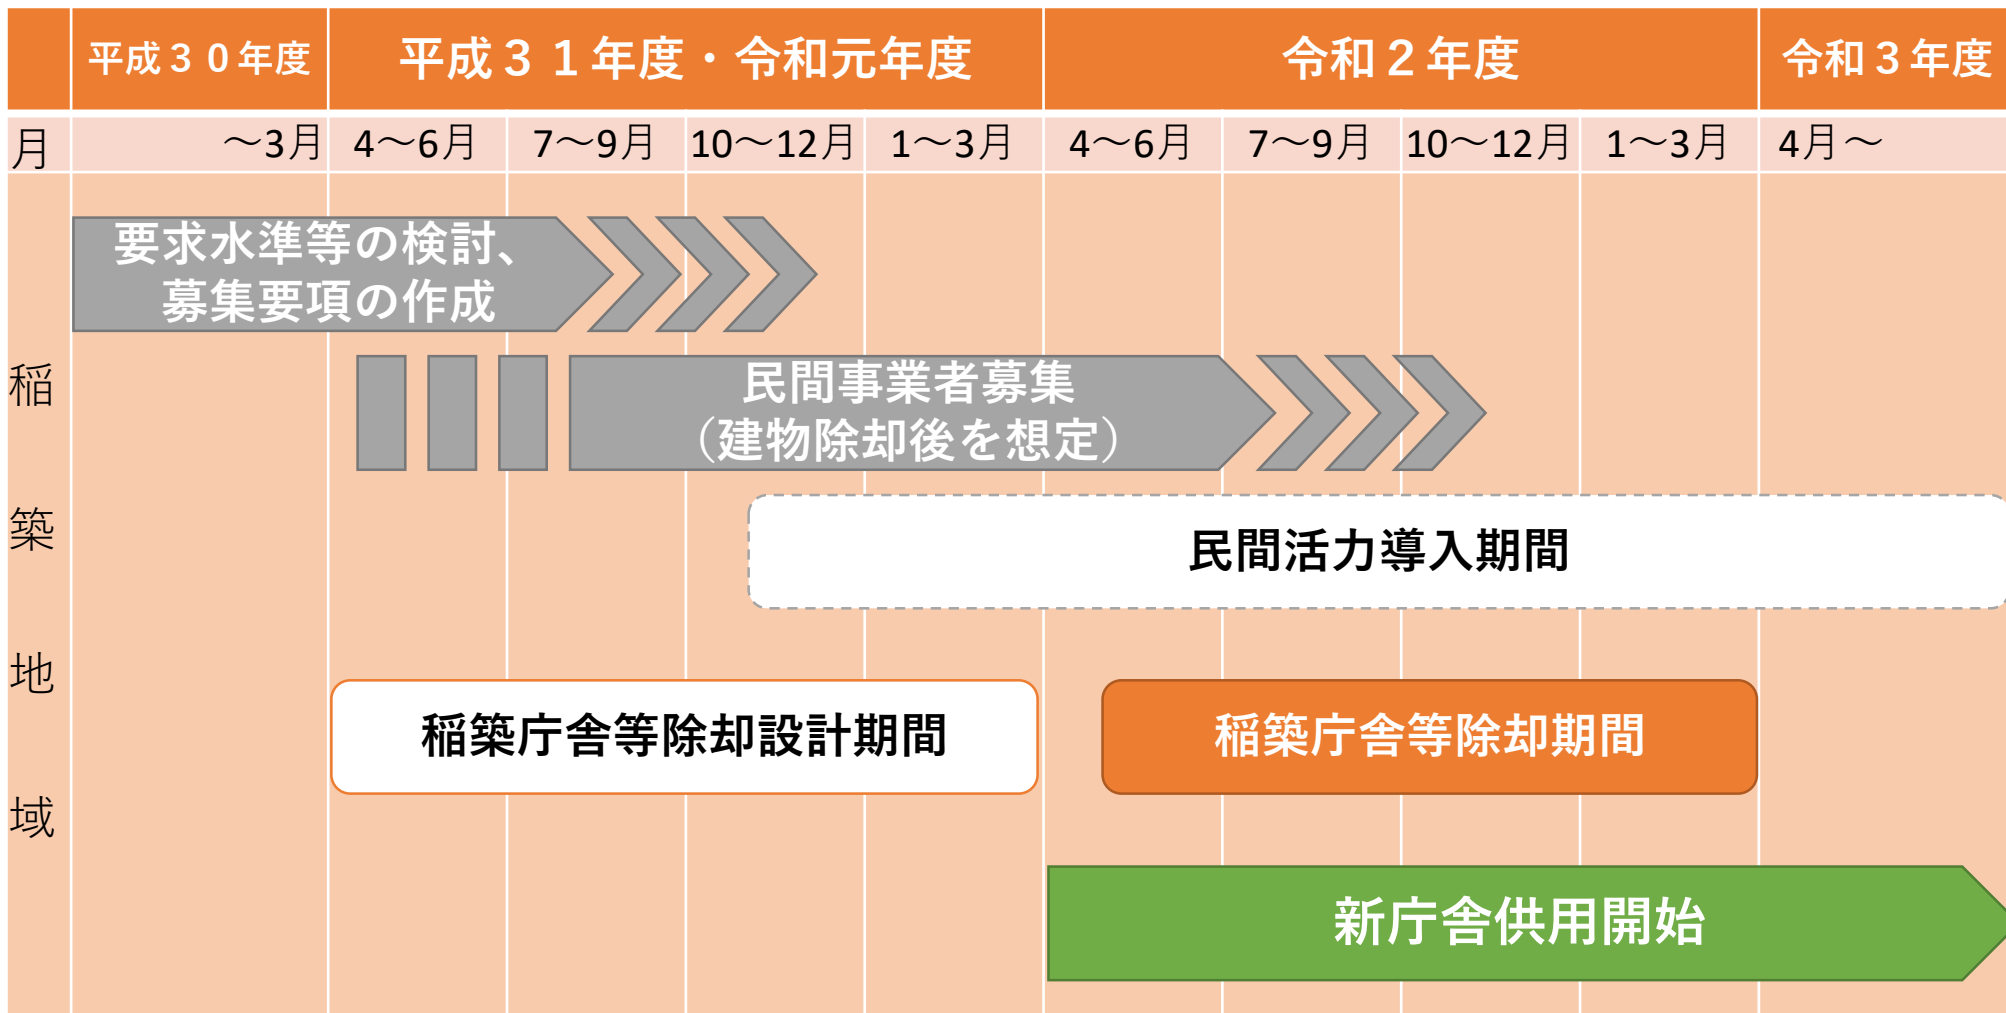 平成３０年度
平成３１年度・令和元年度
令和２年度
令和３年度
月
～3月
4～6月
7～9月
10～12月
1～3月
4～6月
7～9月
10～12月
1～3月
4月～
稲
築
地
域
要求水準等の検討、
募集要項の作成
民間事業者募集
（建物除却後を想定）
民間活力導入期間
稲築庁舎等除却設計期間
稲築庁舎等除却期間
新庁舎供用開始